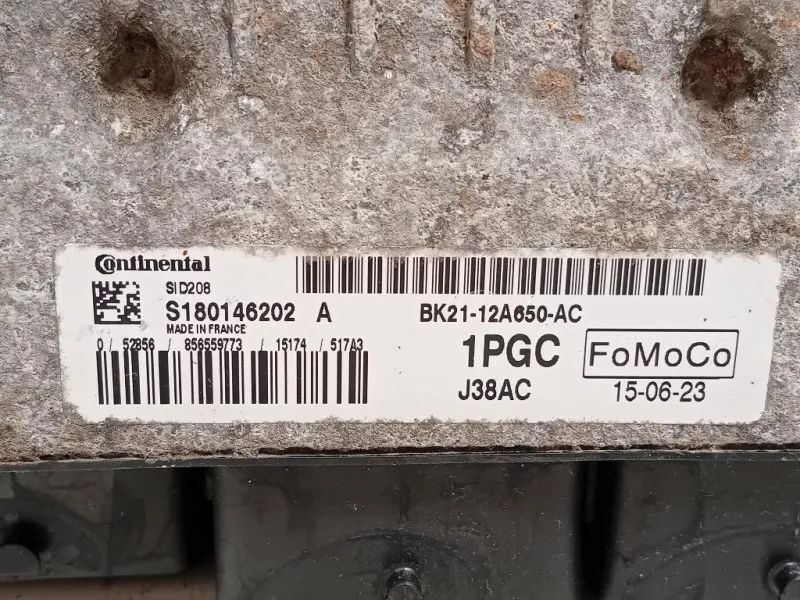 Continental
SID208
S180146202 A
BK21-12A650-AC
MADE IN FRANCE
0 / 52856/ 856559773 / 15174 / 517A3
1PGC
FoMoCo
J38AC
15-06-23